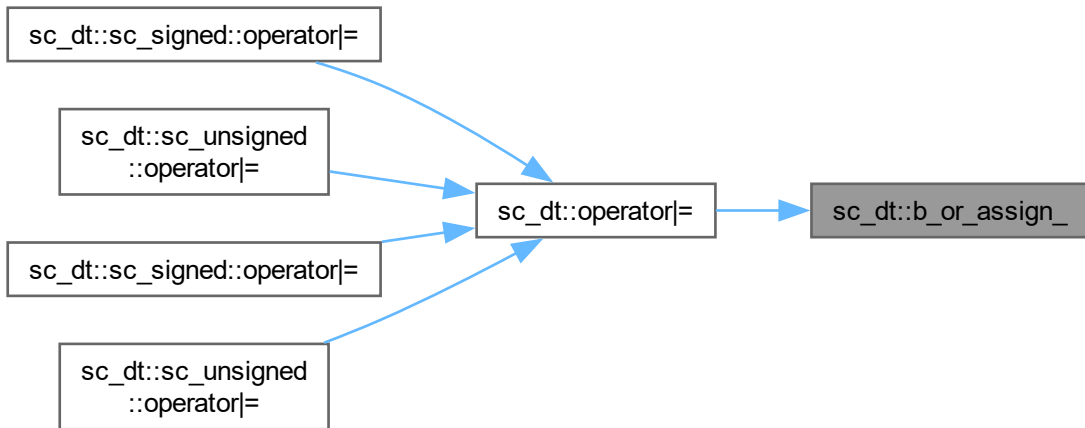 sc_dt::sc_signed::operator|=
sc_dt::sc_unsigned
::operator|=
sc_dt::sc_signed::operator|=
sc_dt::sc_unsigned
::operator|=
sc_dt::operator|=
sc_dt::b_or_assign_